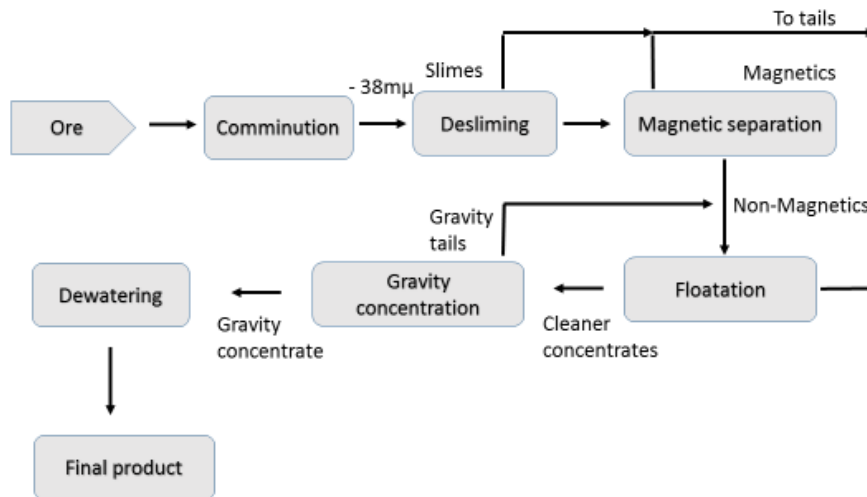 To tails
Slimes
Magnetics
- 38mμ
Ore
Comminution
Desliming
Magnetic separation
Gravity
tails
Non-Magnetics
Dewatering
Gravity
concentration
Floatation
Gravity
concentrate
Cleaner
concentrates
Final product